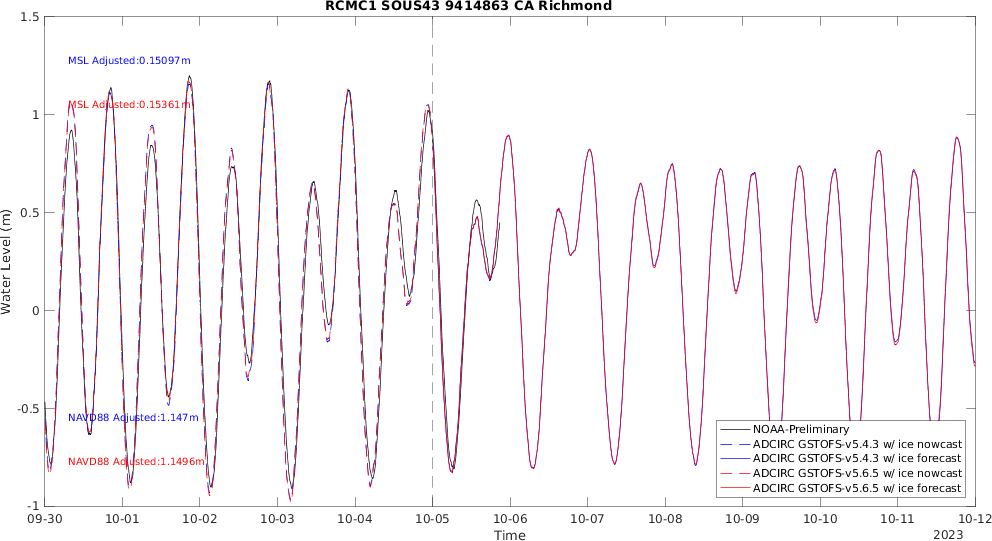 RCMC1 SOUS43 9414863 CA Richmond
1.5
MSL Adjusted:0.15097m
MSL Adjusted:0.15361m
1
0.5
Water Level (m)
0
-0.5
NAVD88 Adjusted:1.147m
NAVD88 Adjusted:1.1496m
-1
NOAA-Preliminary
ADCIRC GSTOFS-v5.4.3 w/ ice nowcast
ADCIRC GSTOFS-v5.4.3 w/ ice forecast
ADCIRC GSTOFS-v5.6.5 w/ ice nowcast
ADCIRC GSTOFS-v5.6.5 w/ ice forecast
09-30 10-01 10-02 10-03 10-04 10-05 10-06 10-07 10-08 10-09 10-10 10-11 10-12
Time
2023